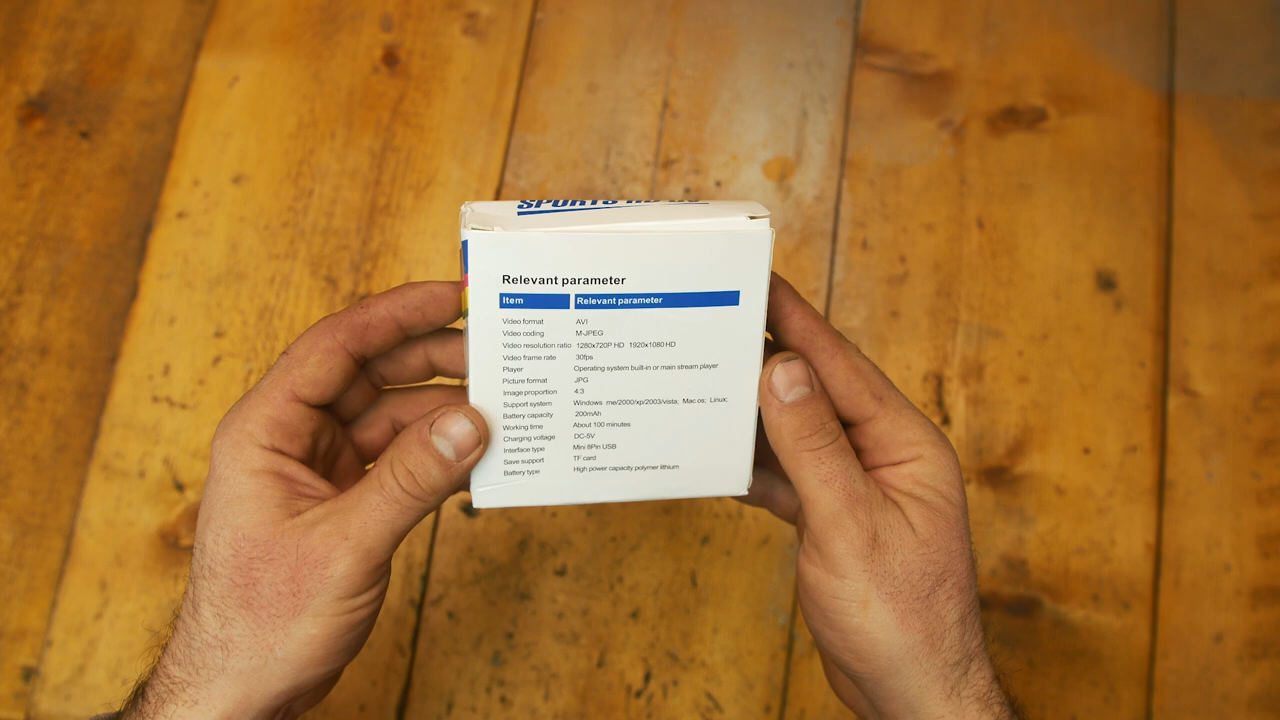 SPORTS HD DV
Relevant parameter
Item Relevant parameter
Video format AVI
Video coding M-JPEG
Video resolution ratio 1280x720P HD 1920x1080HD
Video frame rate 30fps
Player Operating system built-in or main stream player
Picture format JPG
Image proportion 4:3
Support system Windows me/2000/xp/2003/vista; Mac os; Linux;
Battery capacity 200mAh
Working time About 100 minutes
Charging voltage DC-5V
Interface type Mini 8Pin USB
Save support TF card
Battery type High power capacity polymer lithium